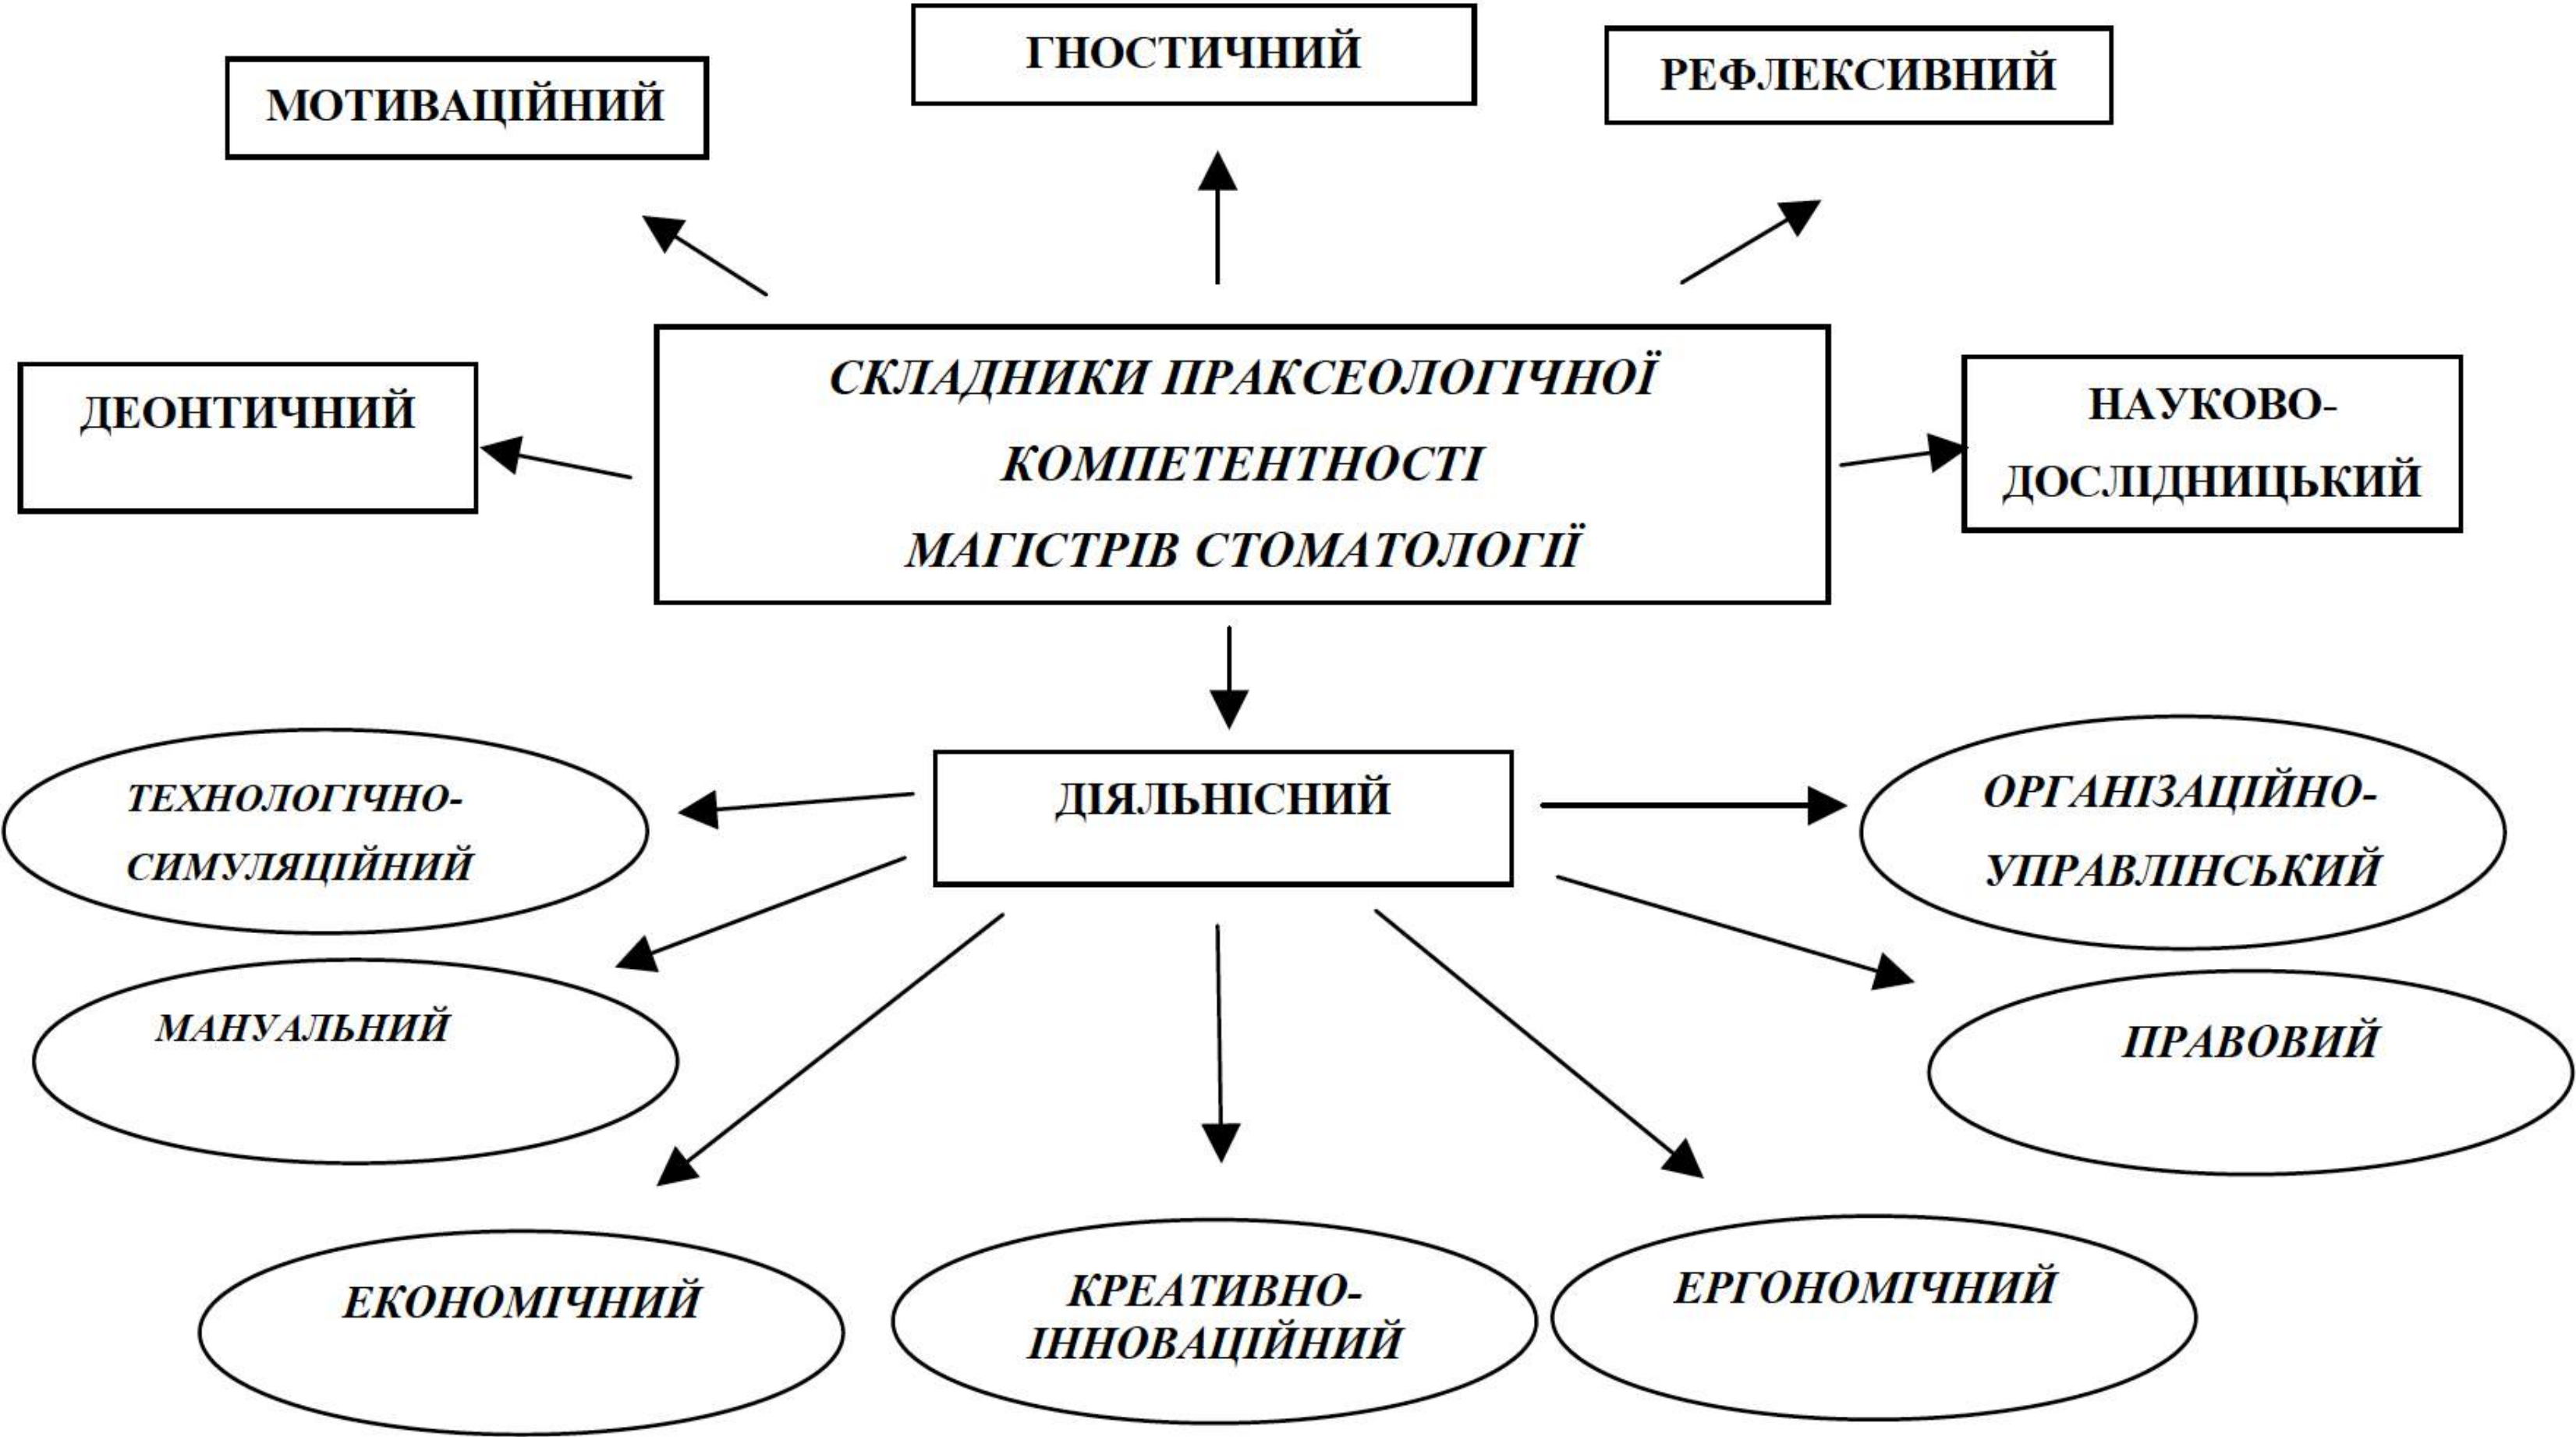 ГНОСТИЧНИЙ
МОТИВАЦІЙНИЙ
РЕФЛЕКСИВНИЙ
ДЕОНТИЧНИЙ
СКЛАДНИКИ ПРАКСЕОЛОГІЧНОЇ
КОМПЕТЕНТНОСТІ
МАГІСТРІВ СТОМАТОЛОГІЇ
НАУКОВО-
ДОСЛІДНИЦЬКИЙ
ДІЯЛЬНІСНИЙ
ТЕХНОЛОГІЧНО-
СИМУЛЯЦІЙНИЙ
ОРГАНІЗАЦІЙНО-
УПРАВЛІНСЬКИЙ
МАНУАЛЬНИЙ
ПРАВОВИЙ
ЕКОНОМІЧНИЙ
КРЕАТИВНО-
ІННОВАЦІЙНИЙ
ЕРГОНОМІЧНИЙ